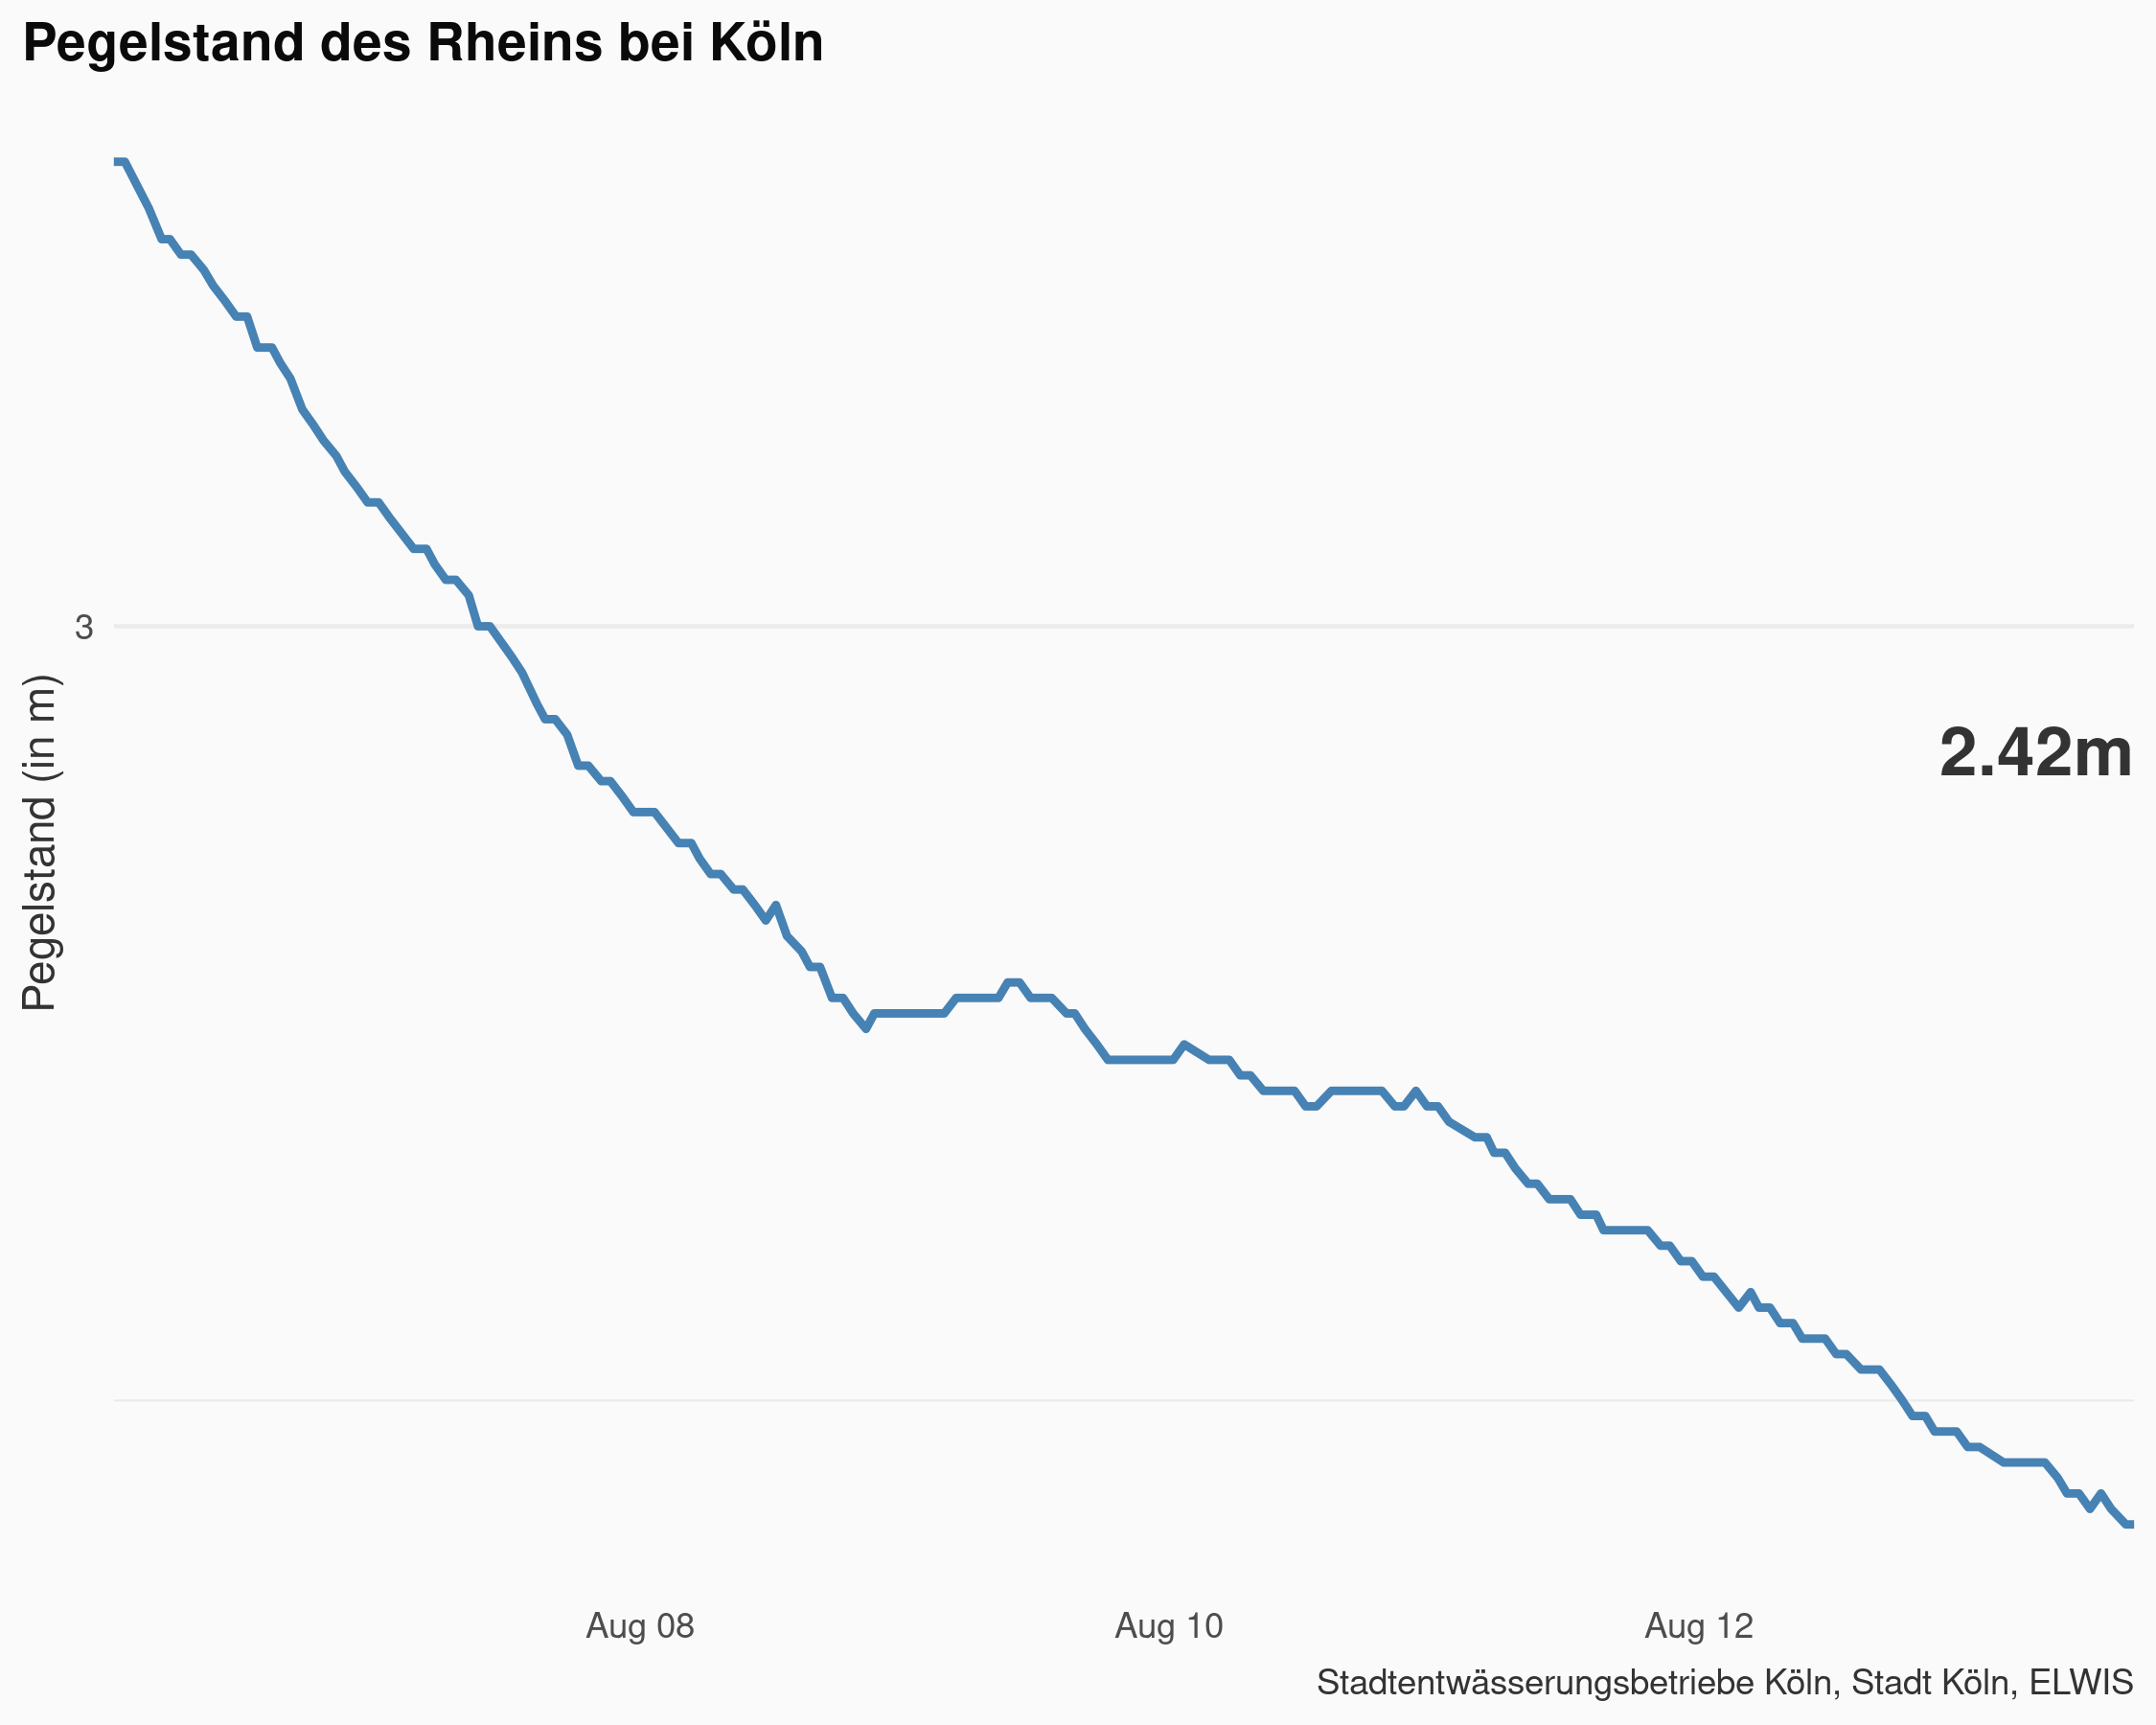 Pegelstand des Rheins bei Köln
3
Pegelstand (in m)
2.42m
Aug 08
Aug 10
Aug 12
Stadtentwässerungsbetriebe Köln, Stadt Köln, ELWIS